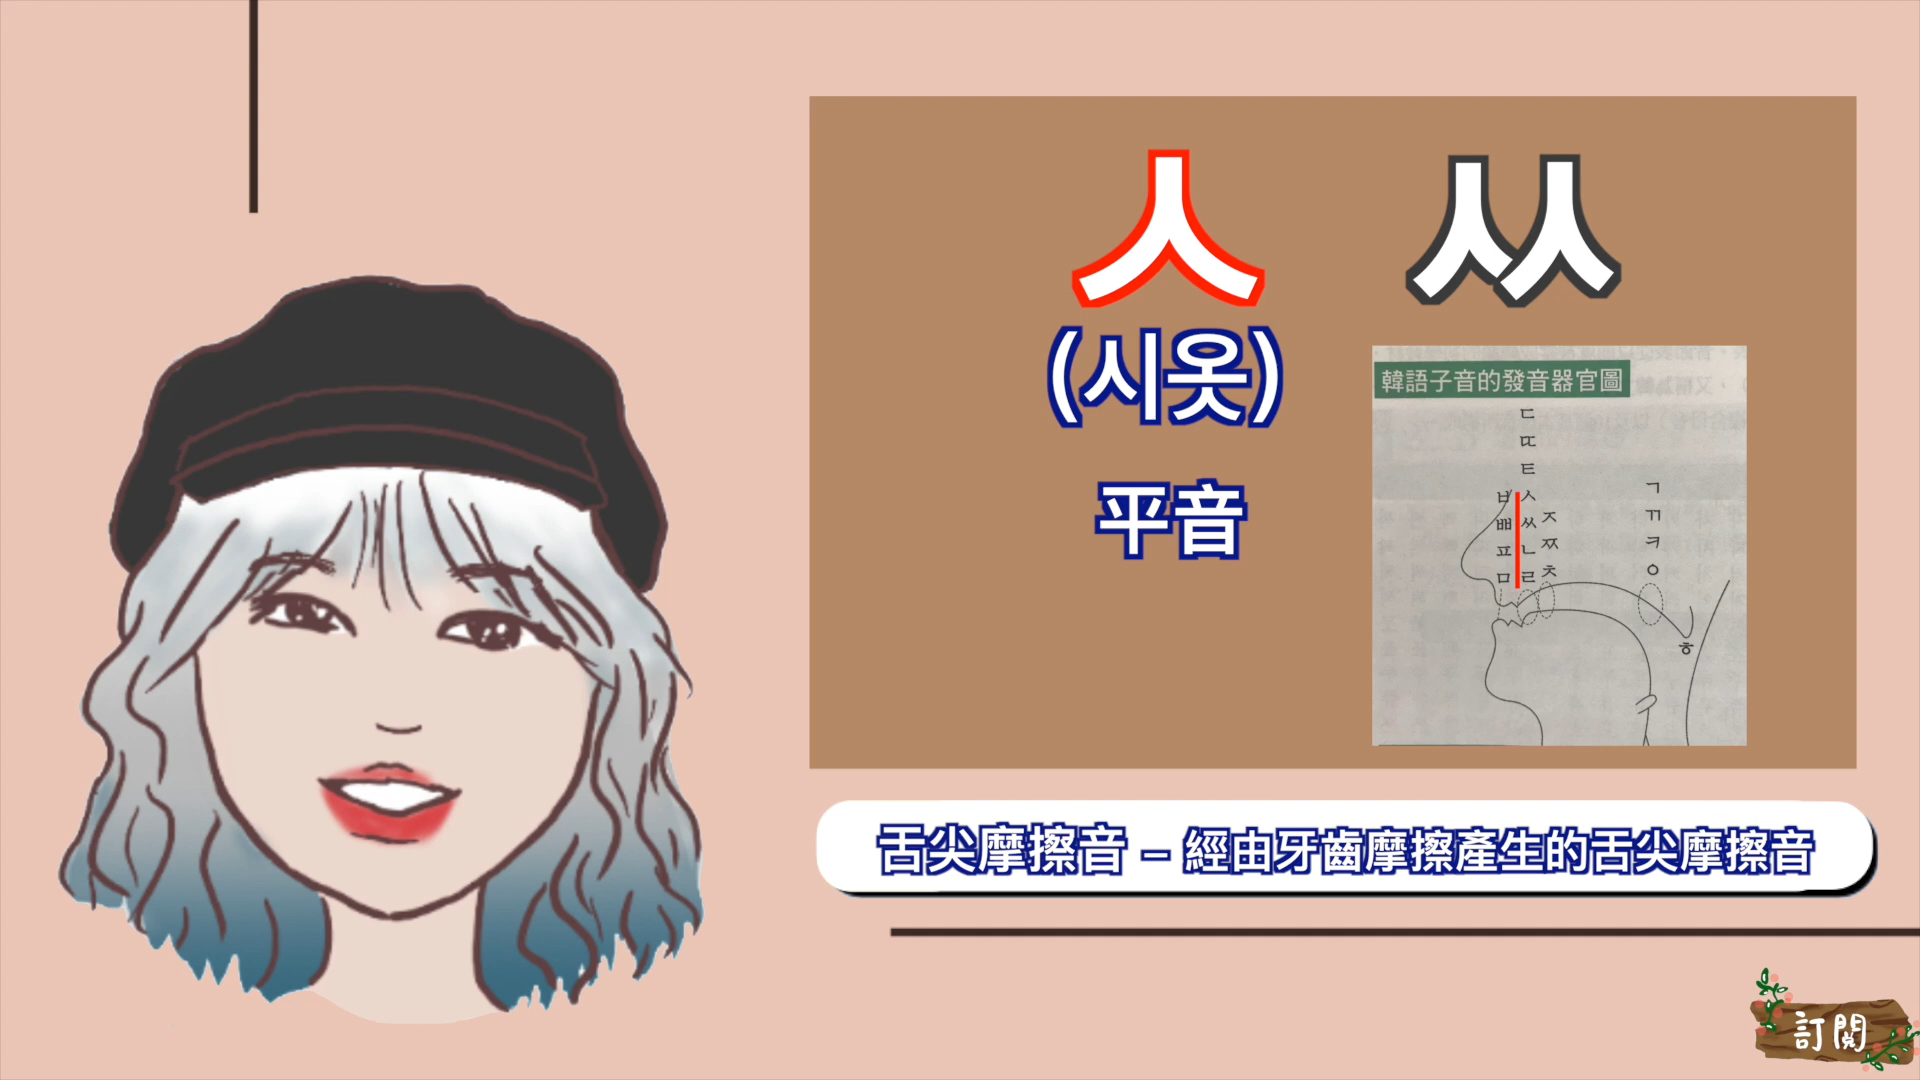 ㅅ ㅆ
(시옷)
平音
韓語子音的發音器官圖
ㄷ
ㄸ
ㅌ
ㅂ ㅅ ㄱ
ㅃ ㅆ ㅈ ㄲ
ㅍ ㄴ ㅉ ㅋ
ㅁ ㄹ ㅊ ㅇ
ㅎ
舌尖摩擦音 – 經由牙齒摩擦產生的舌尖摩擦音
訂閱